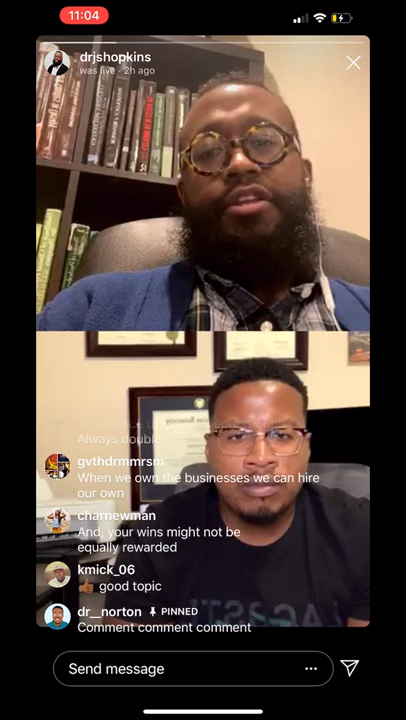 11:04
drjshopkins
was live · 2h ago
Always double
gvthdrmmrsm
When we own the businesses we can hire
our own
charnewman
And, your wins might not be
equally rewarded
kmick_06
👍🏾 good topic
dr__norton PINNED
Comment comment comment
Send message